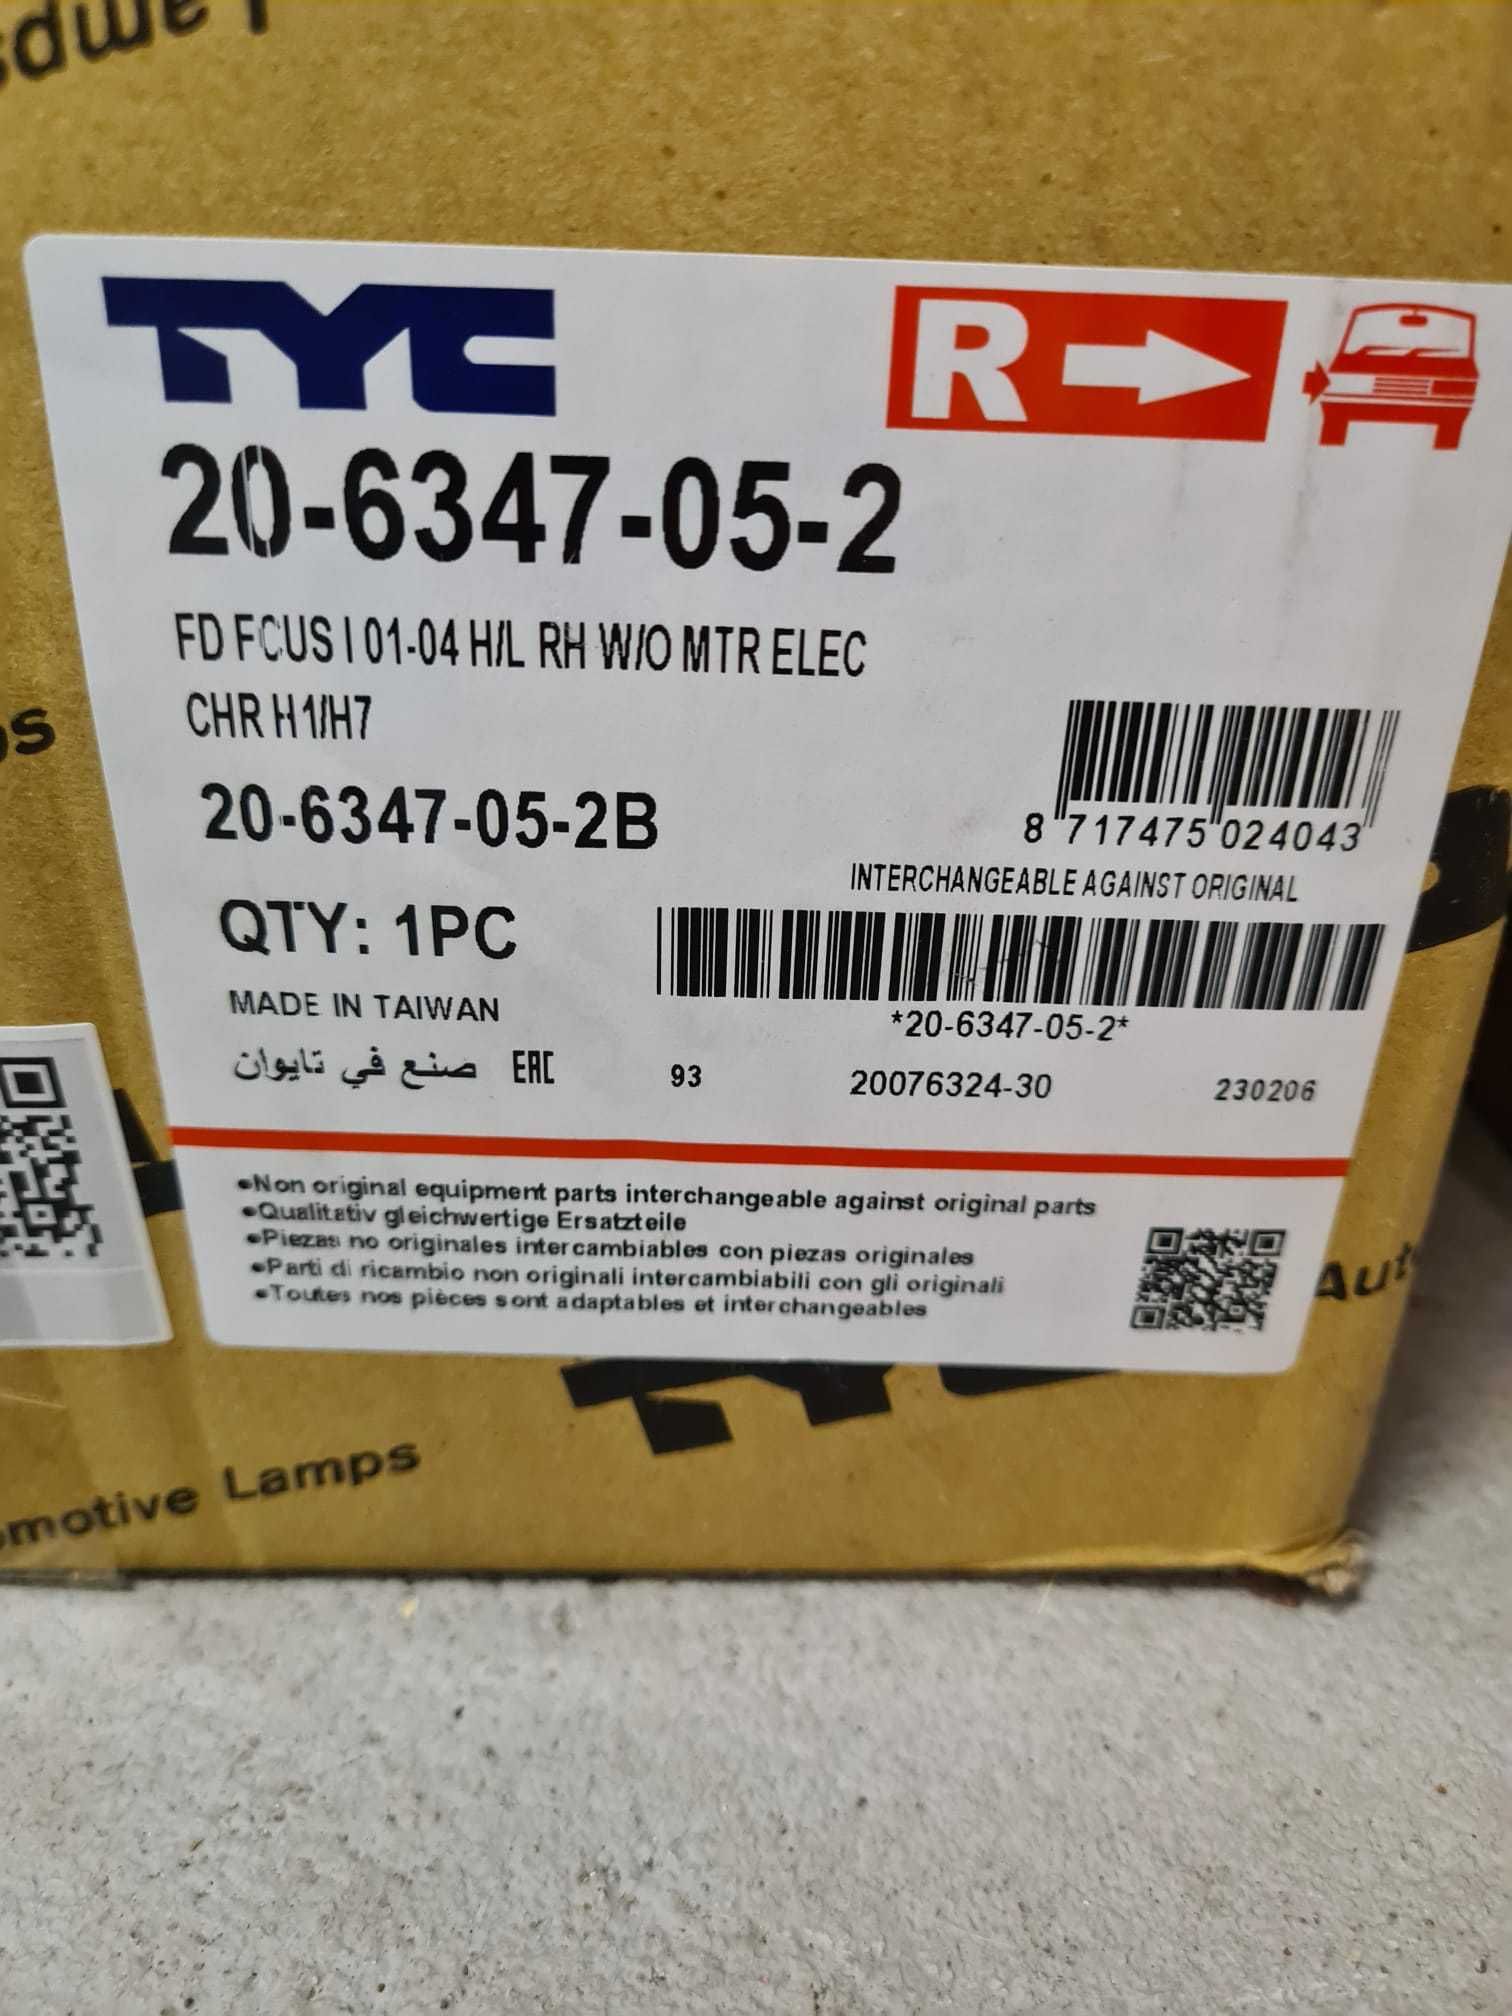 Lamps
TYC
R
20-6347-05-2
FD FCUS I 01-04 H/L RH W/O MTR ELEC
CHR H1/H7
20-6347-05-2B
8 717475 024043
INTERCHANGEABLE AGAINST ORIGINAL
QTY: 1PC
*20-6347-05-2*
MADE IN TAIWAN
صنع في تايوان EAC 93 20076324-30 230206
•Non original equipment parts interchangeable against original parts
•Qualitativ gleichwertige Ersatzteile
•Piezas no originales intercambiables con piezas originales
•Parti di ricambio non originali intercambiabili con gli originali
•Toutes nos pièces sont adaptables et interchangeables
TYC
omotive Lamps